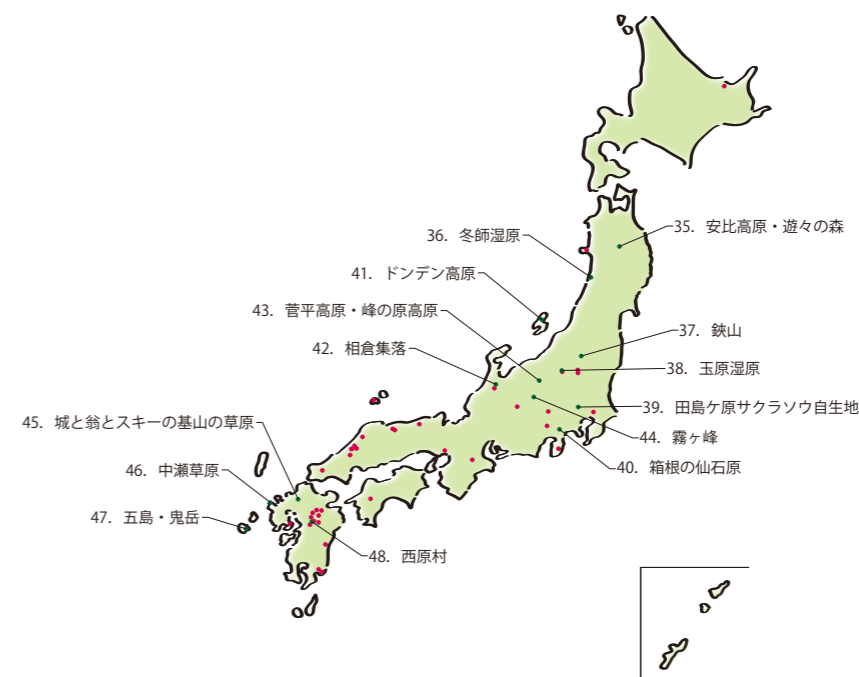 36．冬師湿原
35．安比高原・遊々の森
41．ドンデン高原
43．菅平高原・峰の原高原
37．鋏山
42．相倉集落
38．玉原湿原
39．田島ケ原サクラソウ自生地
45．城と翁とスキーの基山の草原
44．霧ヶ峰
46．中瀬草原
40．箱根の仙石原
47．五島・鬼岳
48．西原村